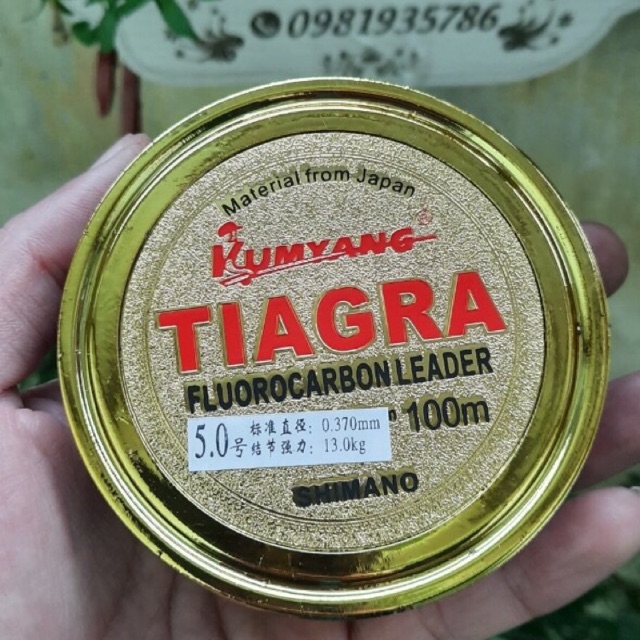 0981935786
Material from Japan
KUMYANG®
TIAGRA
FLUOROCARBON LEADER
100m
5.0号 标准直径: 0.370mm
结节强力: 13.0kg
SHIMANO